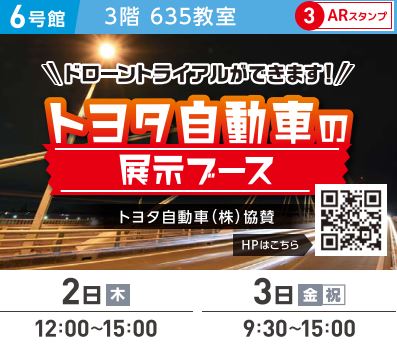 6号館 3階 635教室 3 ARスタンプ
ドローントライアルができます!
トヨタ自動車の
展示ブース
トヨタ自動車(株)協賛
HPはこちら
2日 木 3日 金 祝
12:00~15:00 9:30~15:00